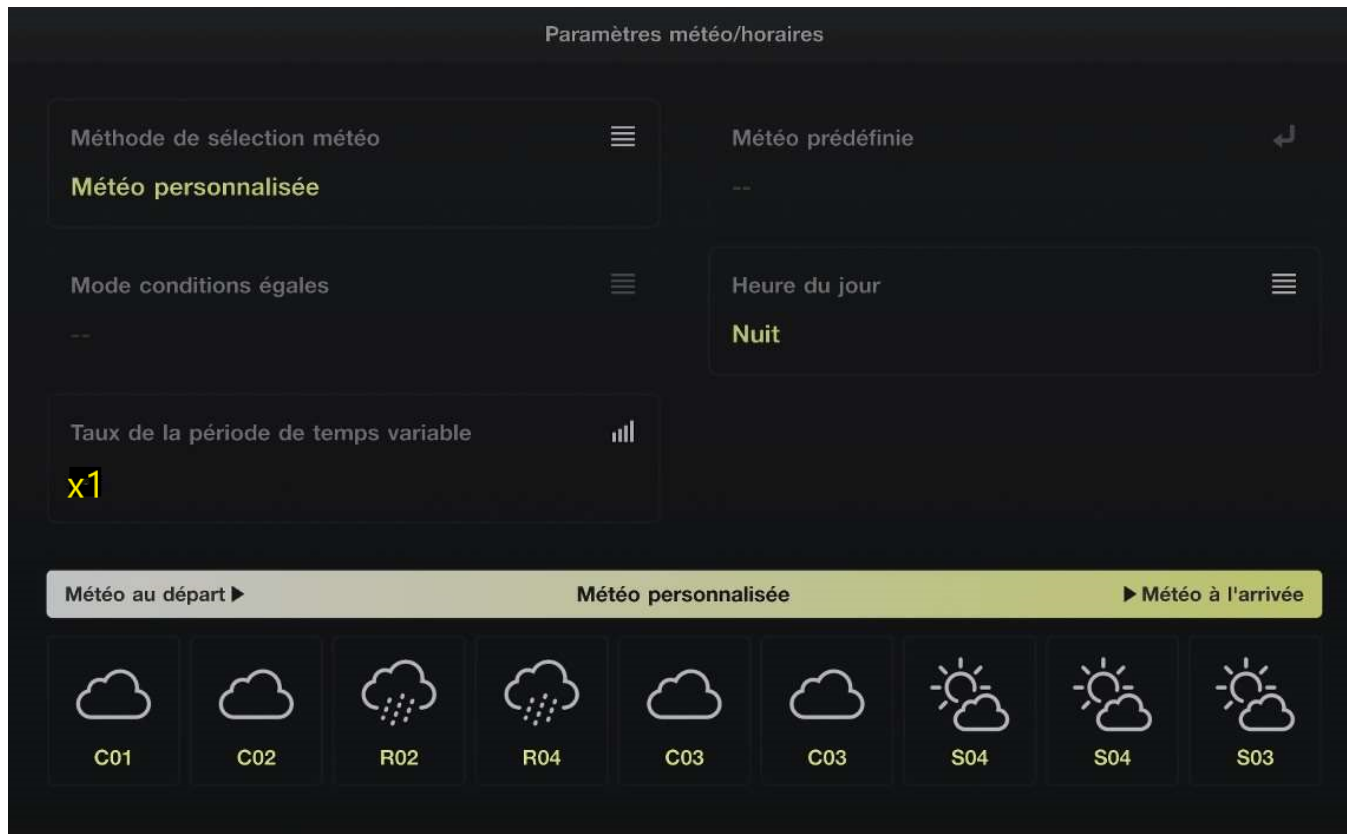 Paramètres météo/horaires
Méthode de sélection météo
Météo personnalisée
Météo prédéfinie
--
Mode conditions égales
--
Heure du jour
Nuit
Taux de la période de temps variable
x1
Météo au départ ▶ Météo personnalisée ▶ Météo à l'arrivée
C01 C02 R02 R04 C03 C03 S04 S04 S03